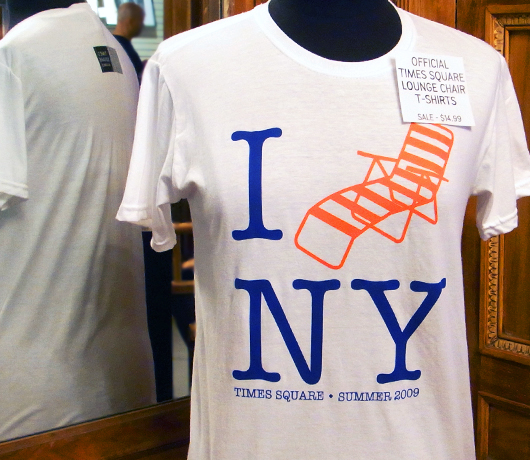 OFFICIAL
TIMES SQUARE
LOUNGE CHAIR
T-SHIRTS
SALE - $14.99
I
NY
TIMES SQUARE • SUMMER 2009